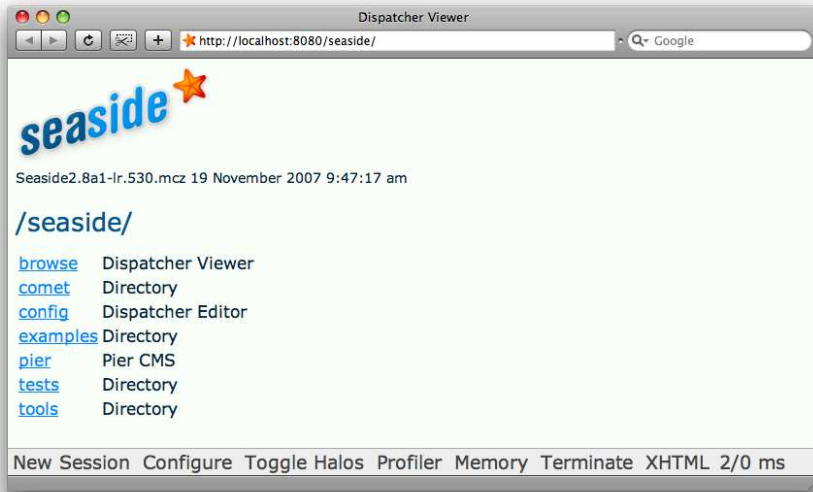 Dispatcher Viewer
http://localhost:8080/seaside/
Google
seaside
Seaside2.8a1-lr.530.mcz 19 November 2007 9:47:17 am
/seaside/
browse Dispatcher Viewer
comet Directory
config Dispatcher Editor
examples Directory
pier Pier CMS
tests Directory
tools Directory
New Session Configure Toggle Halos Profiler Memory Terminate XHTML 2/0 ms